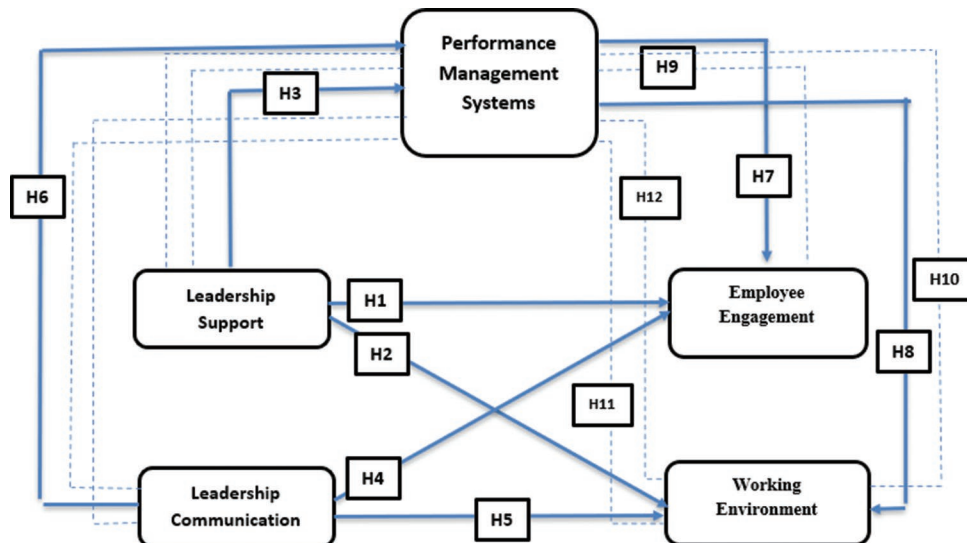 Performance
Management
Systems
H9
H3
H7
H6
H12
Leadership
Support
H1
Employee
Engagement
H10
H2
H8
H11
H4
Leadership
Communication
H5
Working
Environment